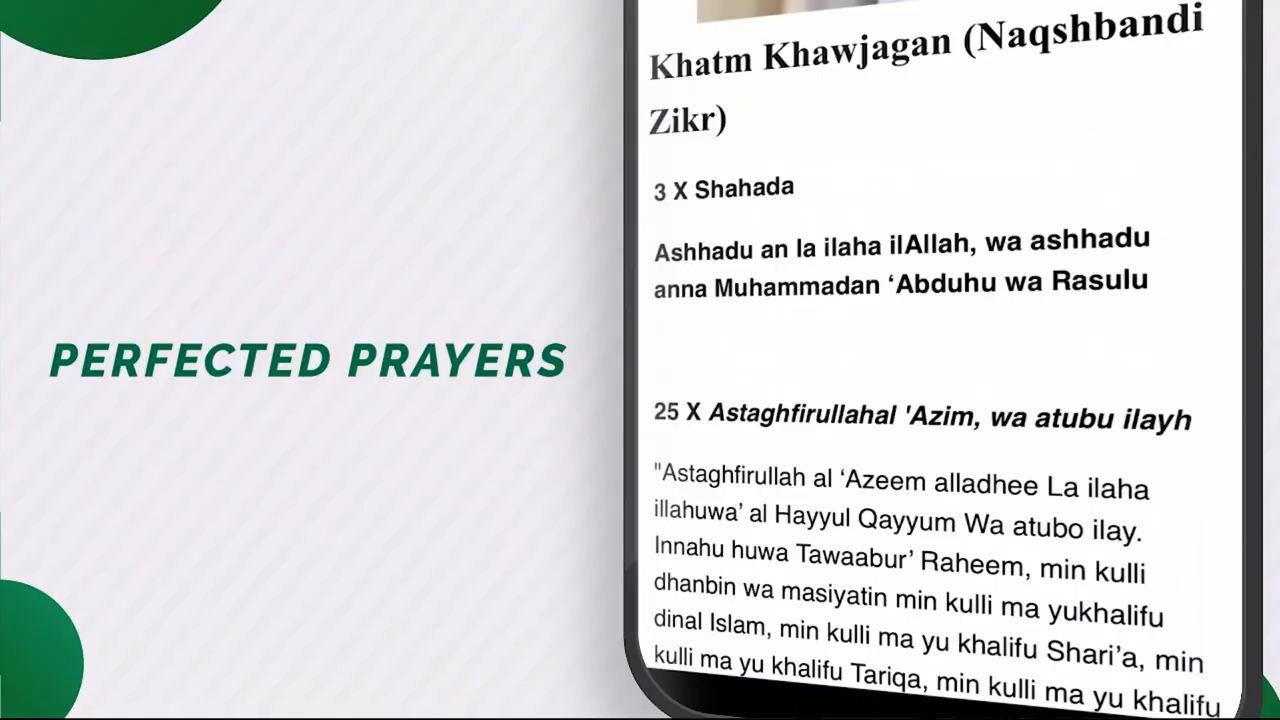 PERFECTED PRAYERS
Khatm Khawjagan (Naqshbandi
Zikr)
3 X Shahada
Ashhadu an la ilaha ilAllah, wa ashhadu
anna Muhammadan ‘Abduhu wa Rasulu
25 X Astaghfirullahal 'Azim, wa atubu ilayh
"Astaghfirullah al ‘Azeem alladhee La ilaha
illahuwa’ al Hayyul Qayyum Wa atubo ilay.
Innahu huwa Tawaabur’ Raheem, min kulli
dhanbin wa masiyatin min kulli ma yukhalifu
dinal Islam, min kulli ma yu khalifu Shari’a, min
kulli ma yu khalifu Tariqa, min kulli ma yu khalifu